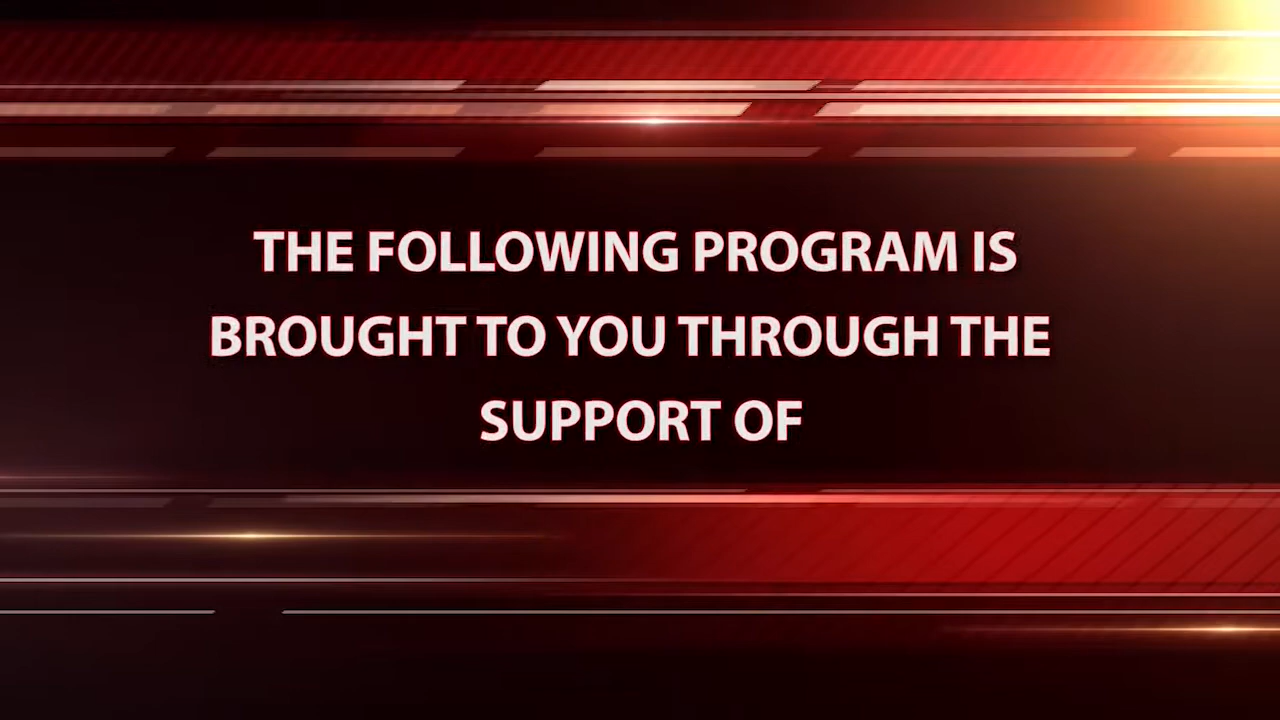 THE FOLLOWING PROGRAM IS
BROUGHT TO YOU THROUGH THE
SUPPORT OF